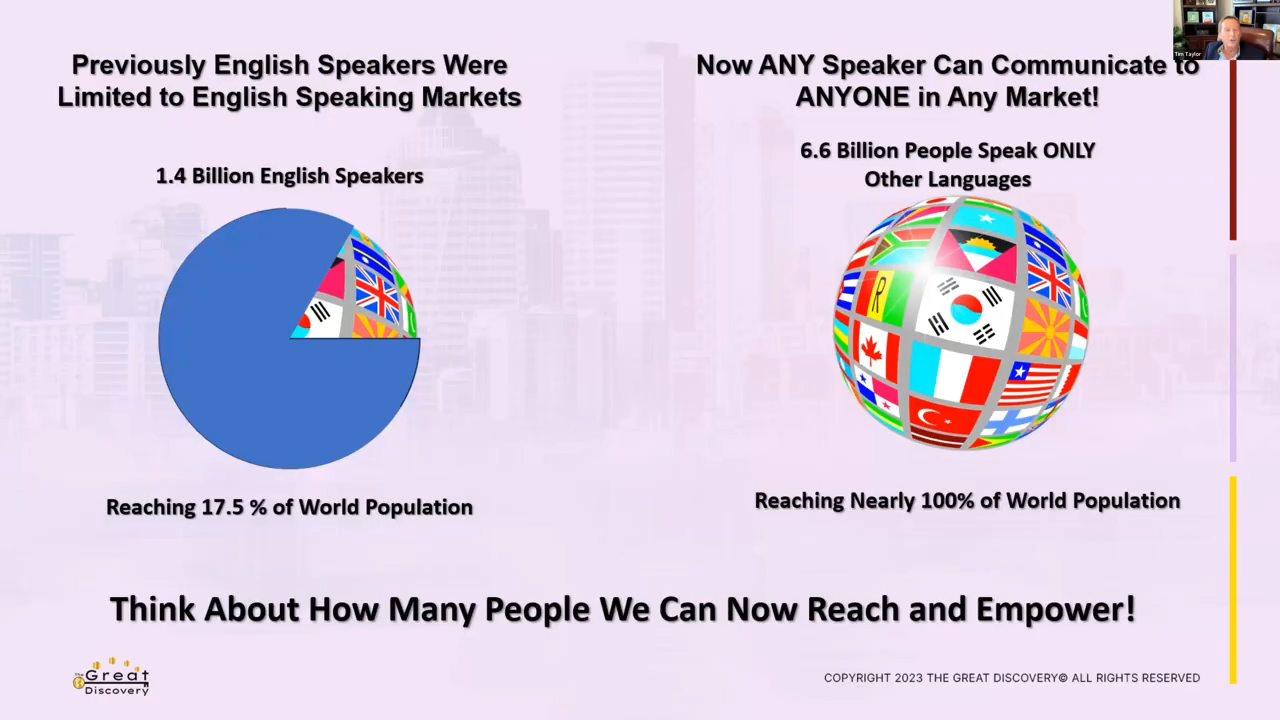 Previously English Speakers Were
Limited to English Speaking Markets
1.4 Billion English Speakers
Reaching 17.5 % of World Population
Now ANY Speaker Can Communicate to
ANYONE in Any Market!
6.6 Billion People Speak ONLY
Other Languages
Reaching Nearly 100% of World Population
Tim Taylor
Think About How Many People We Can Now Reach and Empower!
The Great
Discovery
COPYRIGHT 2023 THE GREAT DISCOVERY© ALL RIGHTS RESERVED